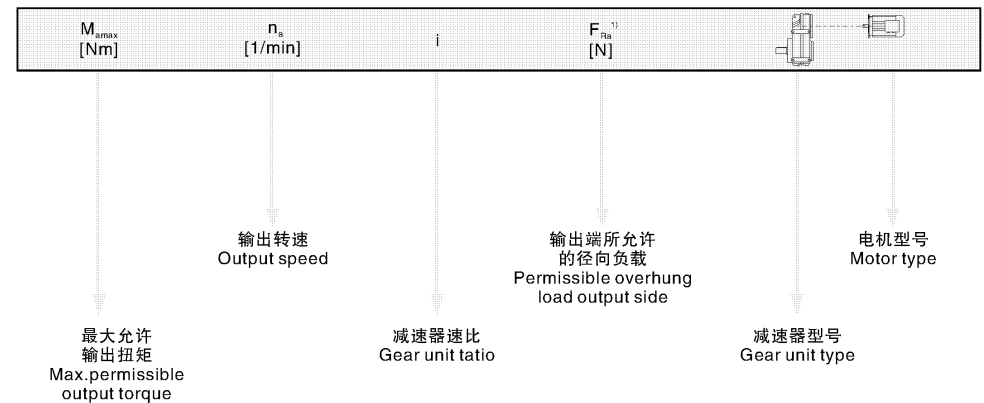 Mamax
[Nm]
na
[1/min]
i
FRa 1)
[N]
输出转速
Output speed
输出端所允许
的径向负载
Permissible overhung
load output side
电机型号
Motor type
最大允许
输出扭矩
Max.permissible
output torque
减速器速比
Gear unit tatio
减速器型号
Gear unit type